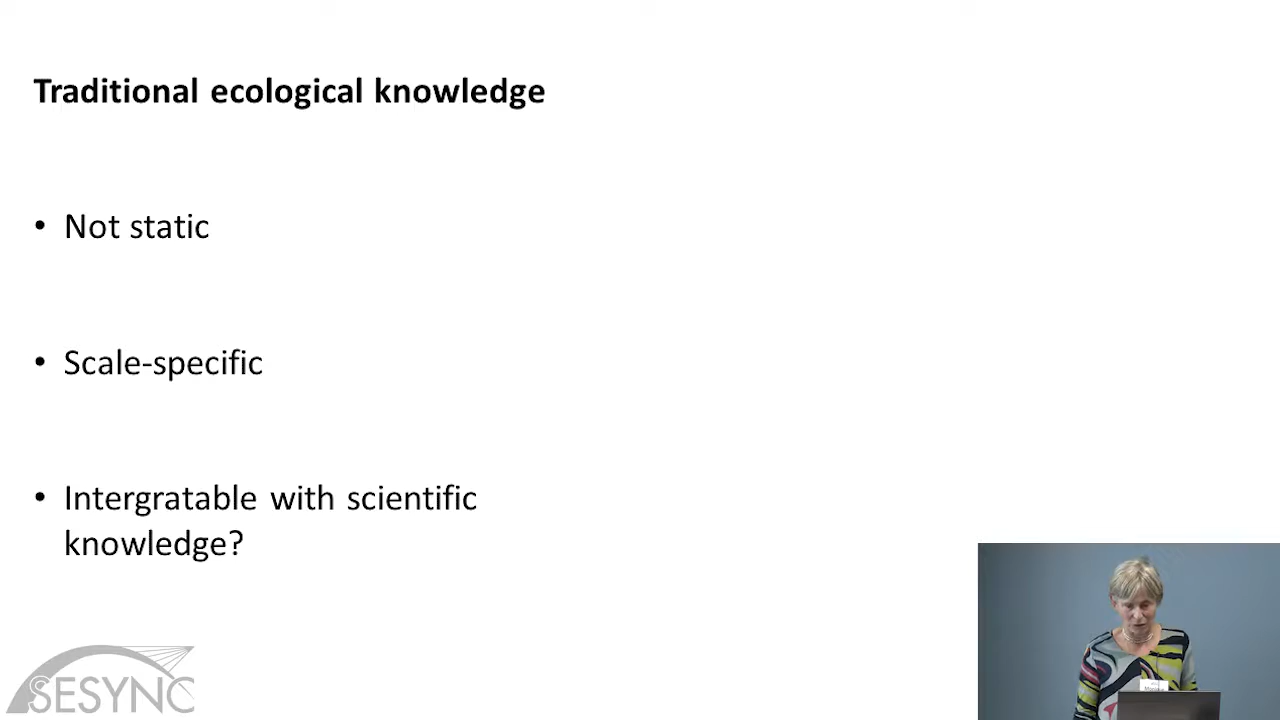 Traditional ecological knowledge
• Not static
• Scale-specific
• Intergratable with scientific
knowledge?
SESYNC